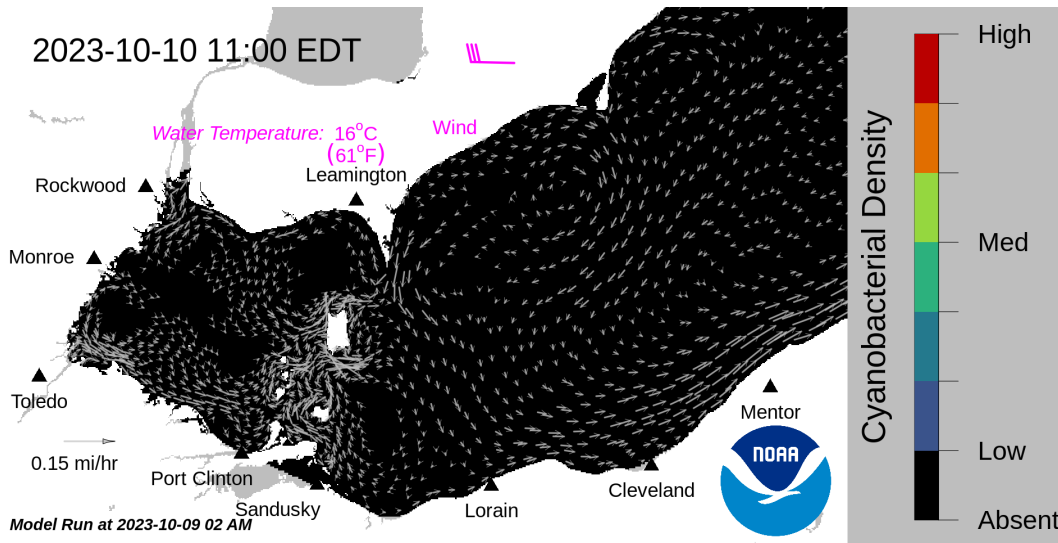 2023-10-10 11:00 EDT
Water Temperature: 16°C
(61°F)
Wind
Leamington
Rockwood
Monroe
Toledo
0.15 mi/hr
Port Clinton
Sandusky
Lorain
Cleveland
Mentor
NOAA
Model Run at 2023-10-09 02 AM
Cyanobacterial Density
High
Med
Low
Absent